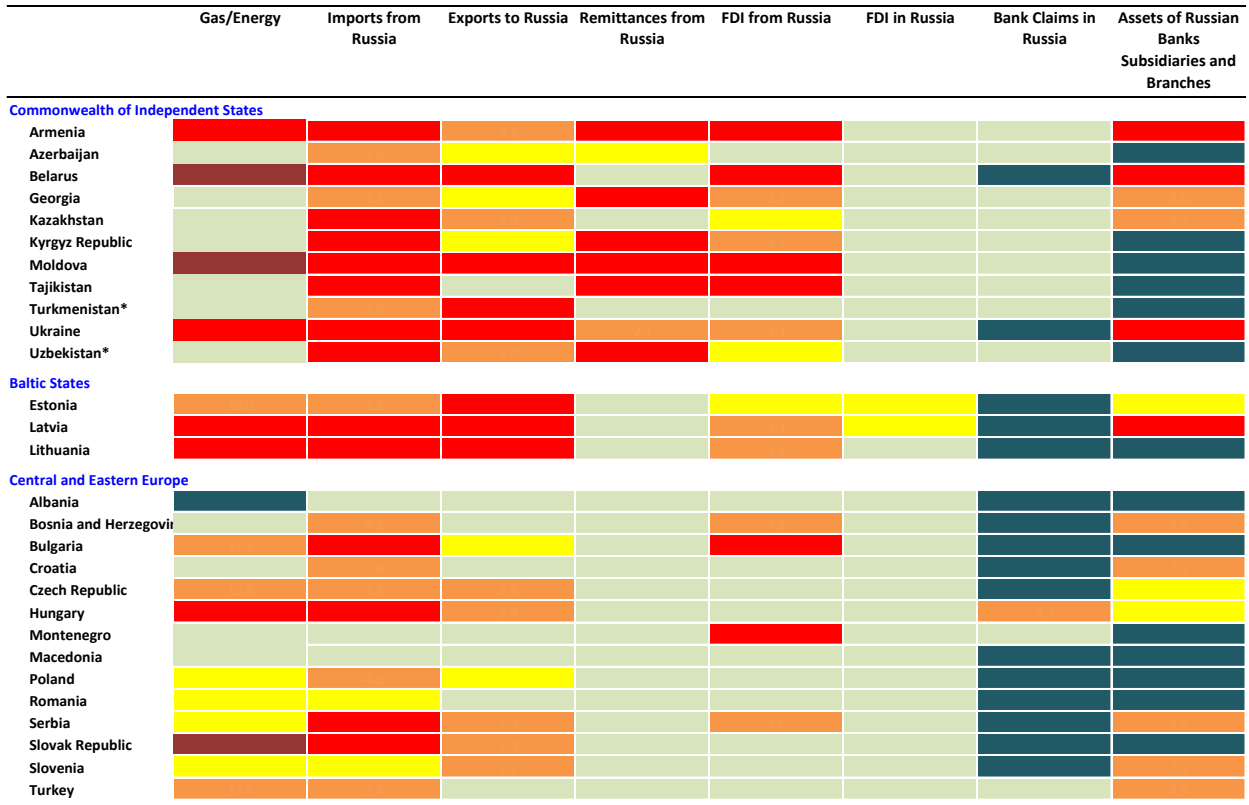 Gas/Energy Imports from Russia Exports to Russia Remittances from Russia FDI from Russia FDI in Russia Bank Claims in Russia Assets of Russian Banks Subsidiaries and Branches
Commonwealth of Independent States
Armenia
Azerbaijan
Belarus
Georgia
Kazakhstan
Kyrgyz Republic
Moldova
Tajikistan
Turkmenistan*
Ukraine
Uzbekistan*
Baltic States
Estonia
Latvia
Lithuania
Central and Eastern Europe
Albania
Bosnia and Herzegovin
Bulgaria
Croatia
Czech Republic
Hungary
Montenegro
Macedonia
Poland
Romania
Serbia
Slovak Republic
Slovenia
Turkey